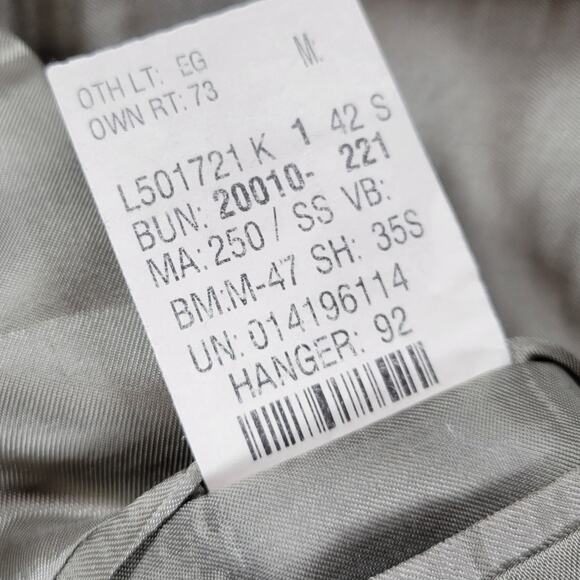 OTH LT: EG M:
OWN RT: 73
L501721 K 1 42 S
BUN: 20010- 221
MA: 250 / SS VB:
BM:M-47 SH: 35S
UN: 014196114
HANGER: 92